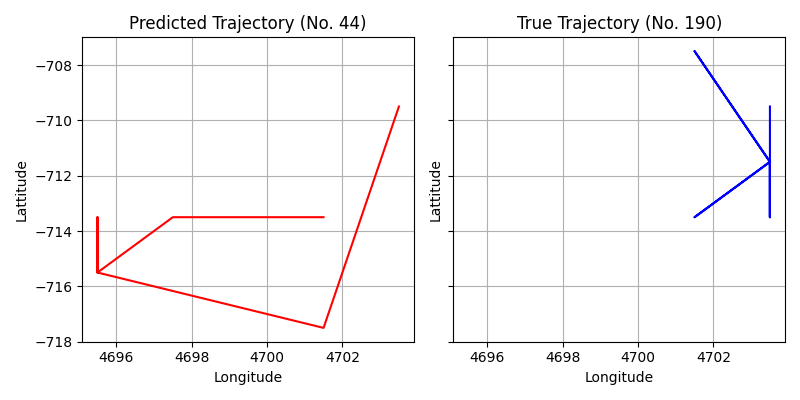 Predicted Trajectory (No. 44)
True Trajectory (No. 190)
−708
−710
−712
−714
−716
−718
Lattitude
Lattitude
4696 4698 4700 4702
4696 4698 4700 4702
Longitude
Longitude